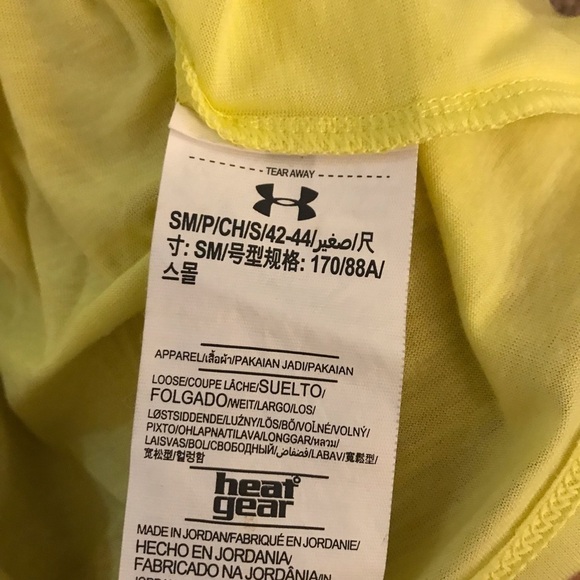 TEAR AWAY
SM/P/CH/S/42-44/صغير/尺
寸: SM/号型规格: 170/88A/
스몰
APPAREL/เสื้อผ้า/PAKAIAN JADI/PAKAIAN
LOOSE/COUPE LÂCHE/SUELTO/
FOLGADO/WEIT/LARGO/LOS/
LØSTSIDDENDE/LUŹNY/LÖS/BŐ/VOĽNÉ/VOLNÝ/
PIXTO/OHLAPNA/TILAVA/LONGGAR/หลวม/
LAISVAS/BOL/СВОБОДНЫЙ/فضفاض/LABAV/寬鬆型/
宽松型/헐렁함
heat
gear
MADE IN JORDAN/FABRIQUÉ EN JORDANIE/
HECHO EN JORDANIA/
FABRICADO NA JORDÂNIA/IN